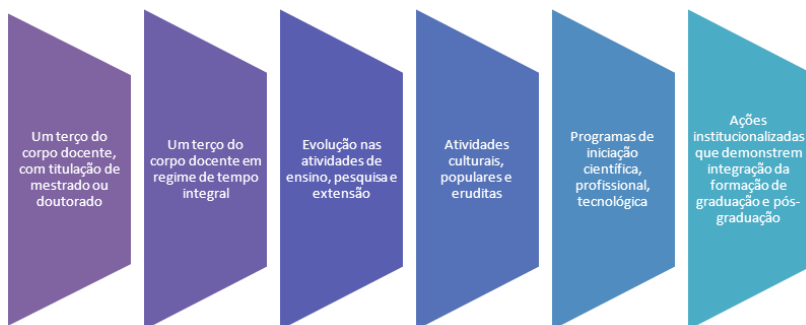 Um terço do
corpo docente,
com titulação de
mestrado ou
doutorado
Um terço do
corpo docente em
regime de tempo
integral
Evolução nas
atividades de
ensino, pesquisa e
extensão
Atividades
culturais,
populares e
eruditas
Programas de
iniciação
científica,
profissional,
tecnológica
Ações
institucionalizadas
que demonstrem
integração da
formação de
graduação e pós-
graduação